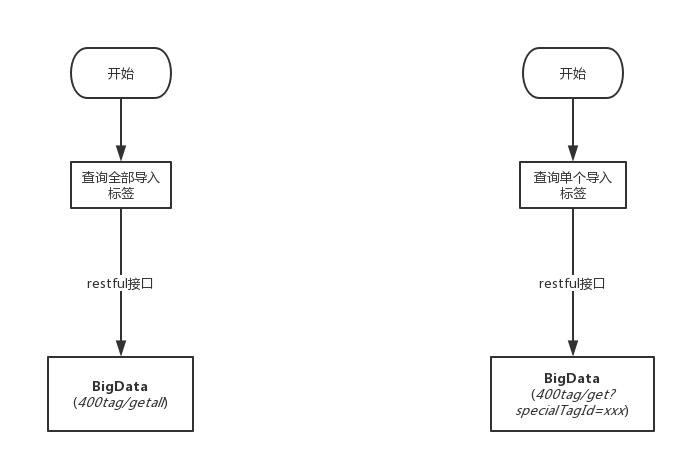 开始
查询全部导入
标签
restful接口
BigData
(400tag/getall)
开始
查询单个导入
标签
restful接口
BigData
(400tag/get?
specialTagId=xxx)